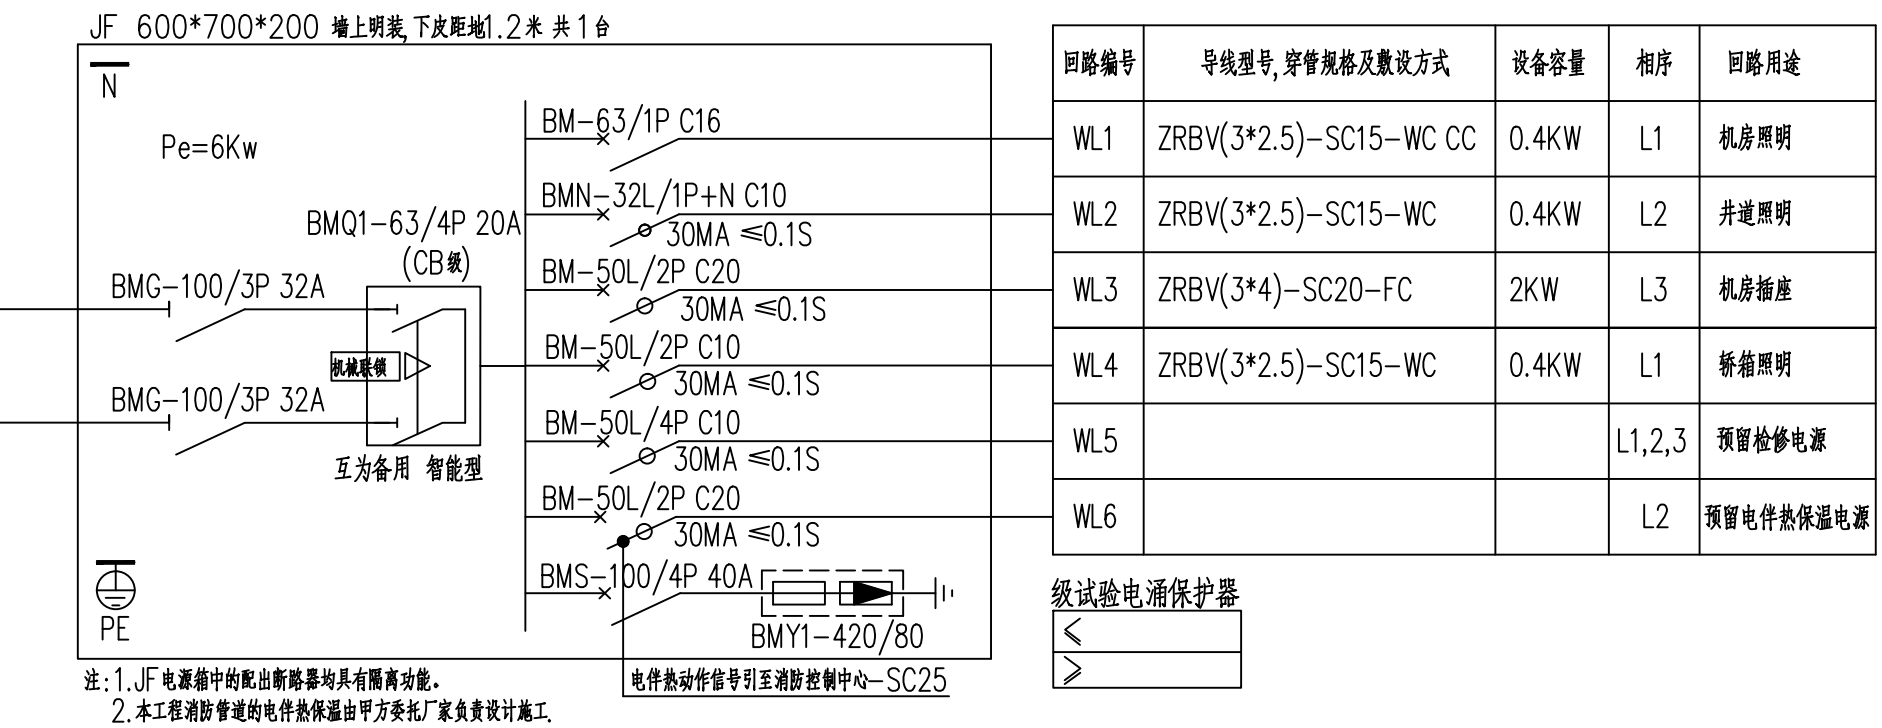 JF 600*700*200 墙上明装,下皮距地1.2米 共1台
N
Pe=6Kw
BMQ1-63/4P 20A
(CB级)
BMG-100/3P 32A
机械联锁
BMG-100/3P 32A
互为备用 智能型
PE
BM-63/1P C16
BMN-32L/1P+N C10
30MA ≤0.1S
BM-50L/2P C20
30MA ≤0.1S
BM-50L/2P C10
30MA ≤0.1S
BM-50L/4P C10
30MA ≤0.1S
BM-50L/2P C20
30MA ≤0.1S
BMS-100/4P 40A
BMY1-420/80
回路编号 导线型号,穿管规格及敷设方式 设备容量 相序 回路用途
WL1 ZRBV(3*2.5)-SC15-WC CC 0.4KW L1 机房照明
WL2 ZRBV(3*2.5)-SC15-WC 0.4KW L2 井道照明
WL3 ZRBV(3*4)-SC20-FC 2KW L3 机房插座
WL4 ZRBV(3*2.5)-SC15-WC 0.4KW L1 轿箱照明
WL5 L1,2,3 预留检修电源
WL6 L2 预留电伴热保温电源
级试验电涌保护器
≤
≥
电伴热动作信号引至消防控制中心-SC25
注:1.JF电源箱中的配出断路器均具有隔离功能。
2.本工程消防管道的电伴热保温由甲方委托厂家负责设计施工.